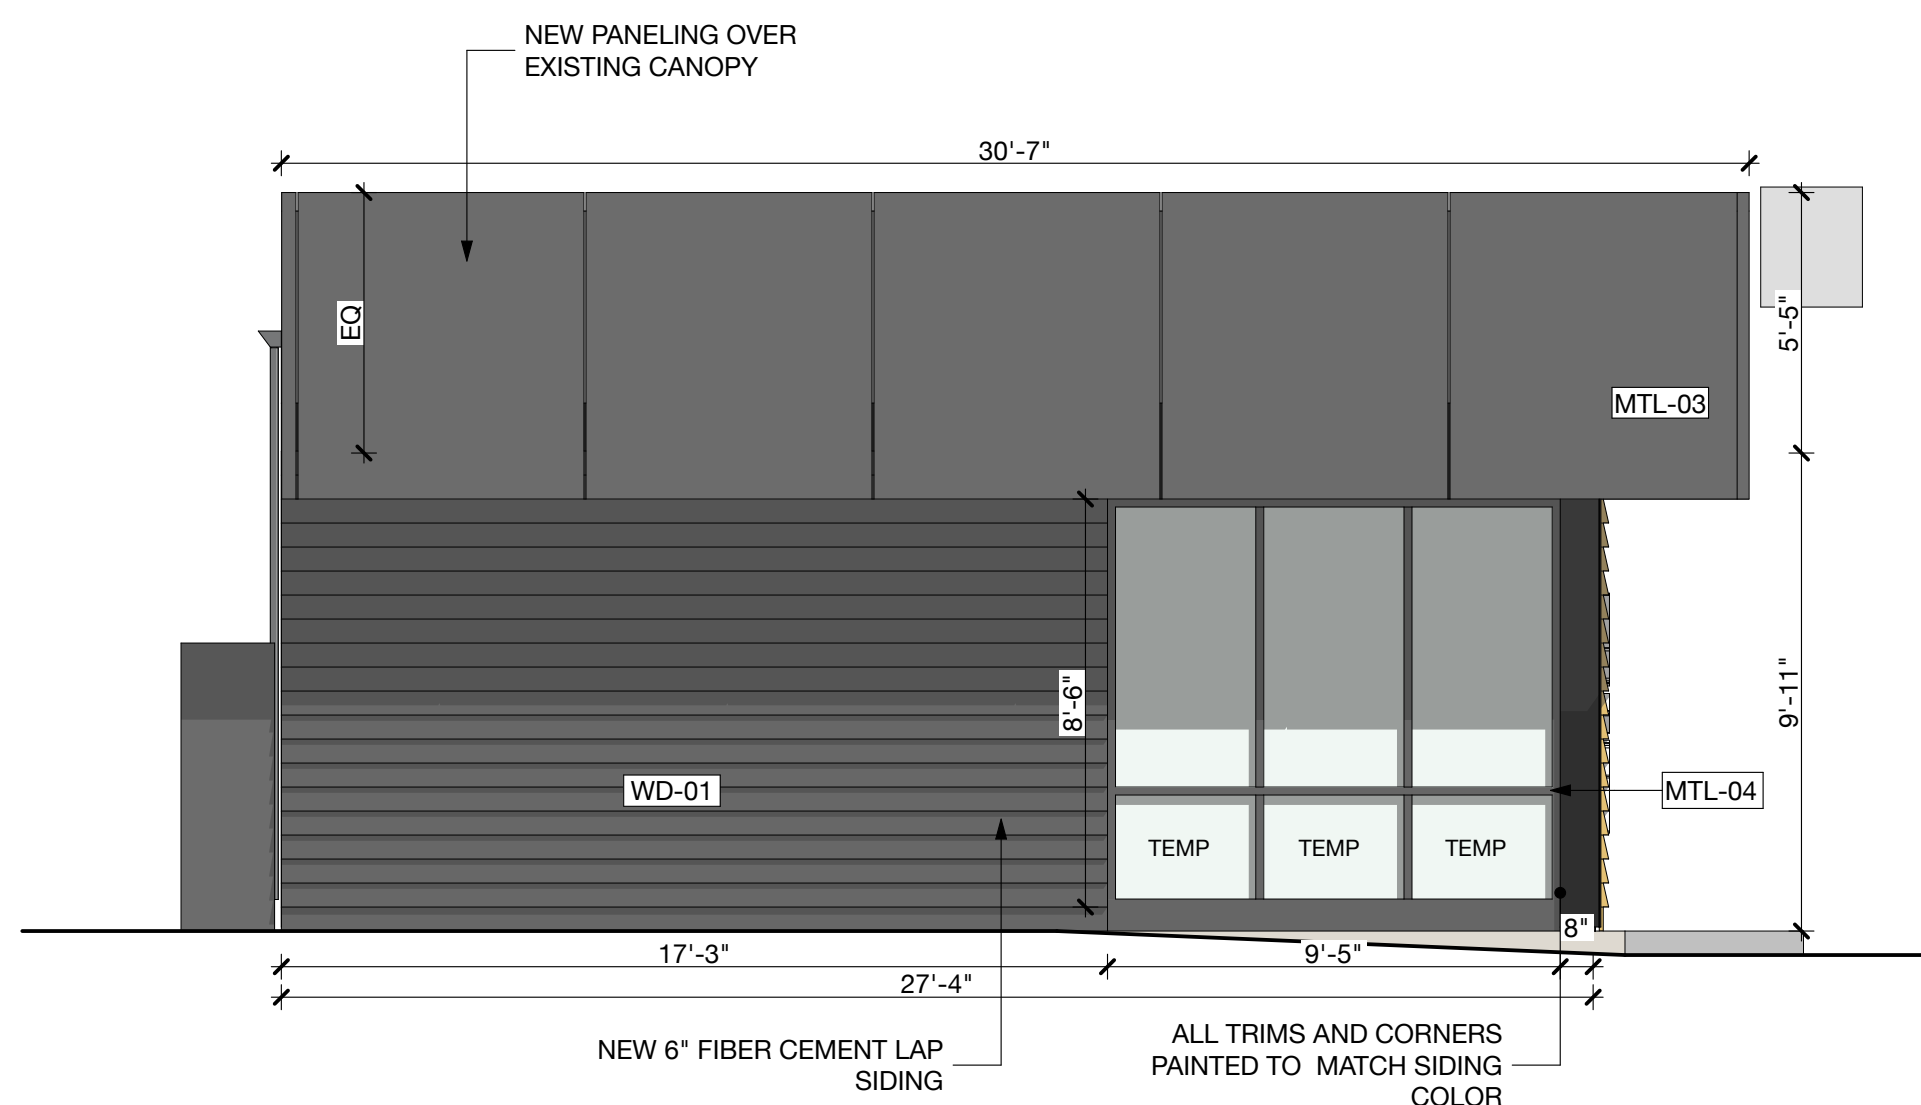 NEW PANELING OVER
EXISTING CANOPY
30'-7"
EQ
5'-5"
MTL-03
8'-6"
9'-11"
WD-01
MTL-04
TEMP
TEMP
TEMP
8"
17'-3"
9'-5"
27'-4"
NEW 6" FIBER CEMENT LAP
SIDING
ALL TRIMS AND CORNERS
PAINTED TO  MATCH SIDING
COLOR